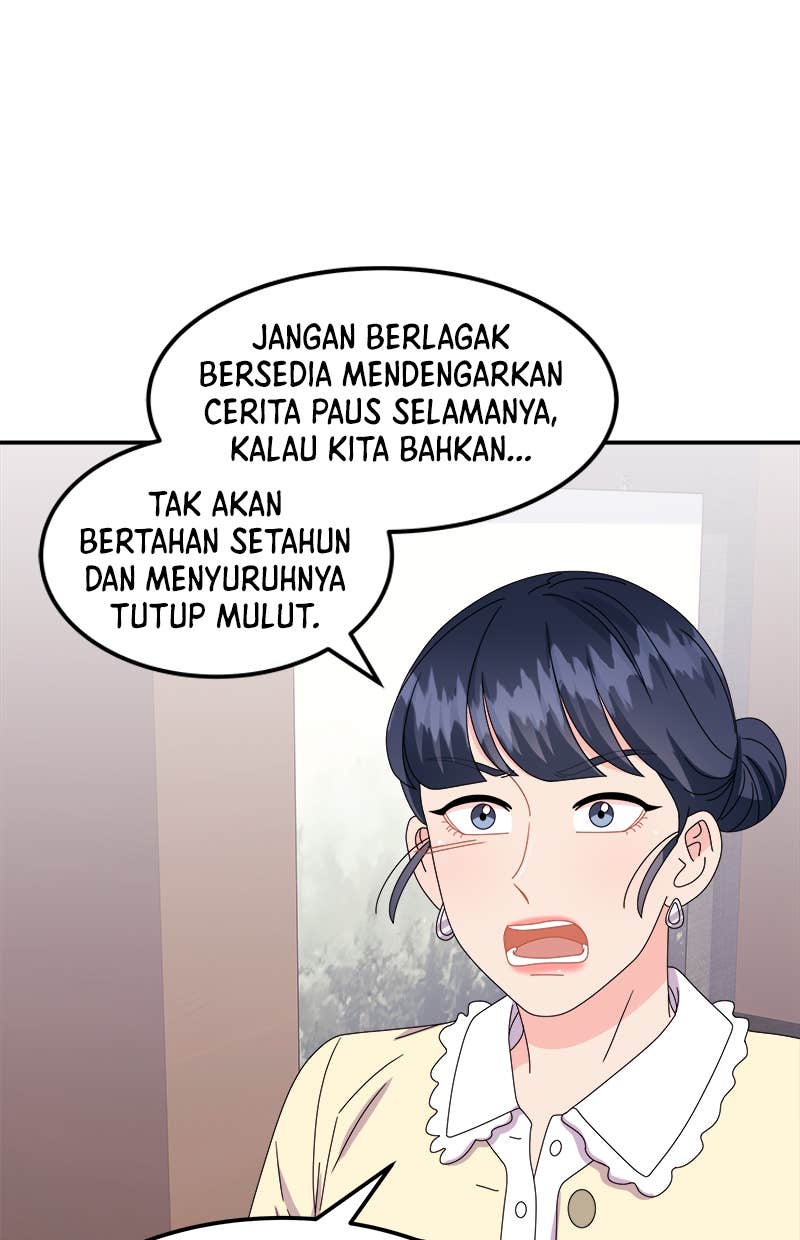 JANGAN BERLAGAK
BERSEDIA MENDENGARKAN
CERITA PAUS SELAMANYA,
KALAU KITA BAHKAN...
TAK AKAN
BERTAHAN SETAHUN
DAN MENYURUHNYA
TUTUP MULUT.